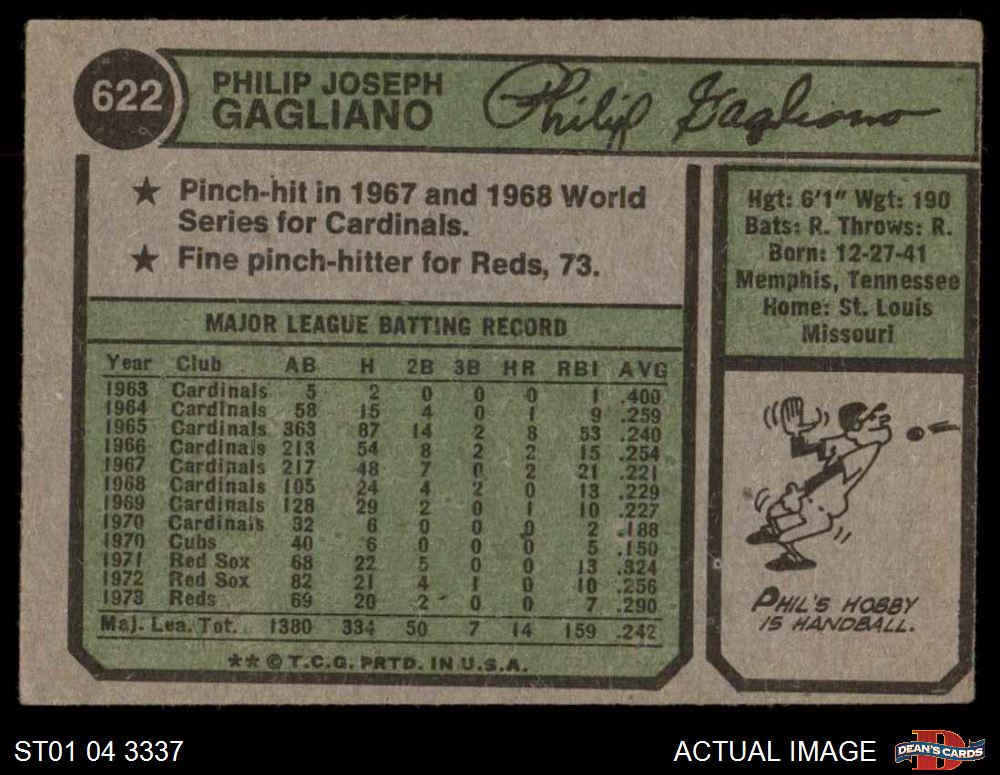 622
PHILIP JOSEPH
GAGLIANO
Philip Gagliano
★ Pinch-hit in 1967 and 1968 World
Series for Cardinals.
★ Fine pinch-hitter for Reds, 73.
Hgt: 6'1" Wgt: 190
Bats: R. Throws: R.
Born: 12-27-41
Memphis, Tennessee
Home: St. Louis
Missouri
MAJOR LEAGUE BATTING RECORD
Year Club AB H 2B 3B HR RBI AVG
1963 Cardinals 5 2 0 0 0 1 .400
1964 Cardinals 58 15 4 0 1 9 .259
1965 Cardinals 363 87 14 2 8 53 .240
1966 Cardinals 213 54 8 2 2 15 .254
1967 Cardinals 217 48 7 0 2 21 .221
1968 Cardinals 105 24 4 2 0 13 .229
1969 Cardinals 128 29 2 0 1 10 .227
1970 Cardinals 32 6 0 0 0 2 .188
1970 Cubs 40 6 0 0 0 5 .150
1971 Red Sox 68 22 5 0 0 13 .324
1972 Red Sox 82 21 4 1 0 10 .256
1973 Reds 69 20 2 0 0 7 .290
Maj. Lea. Tot. 1380 334 50 7 14 159 .242
** © T.C.G. PRTD. IN U.S.A.
PHIL'S HOBBY
IS HANDBALL.
ST01 04 3337
ACTUAL IMAGE
D
DEAN'S CARDS